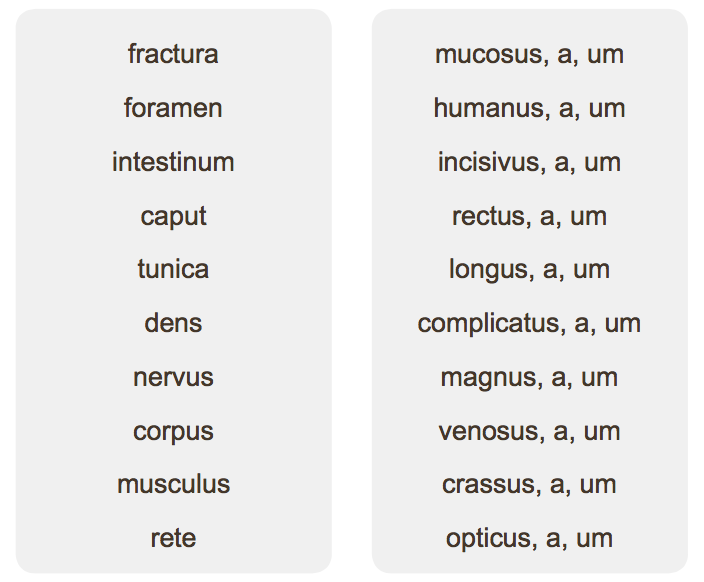 fractura
foramen
intestinum
caput
tunica
dens
nervus
corpus
musculus
rete
mucosus, a, um
humanus, a, um
incisivus, a, um
rectus, a, um
longus, a, um
complicatus, a, um
magnus, a, um
venosus, a, um
crassus, a, um
opticus, a, um